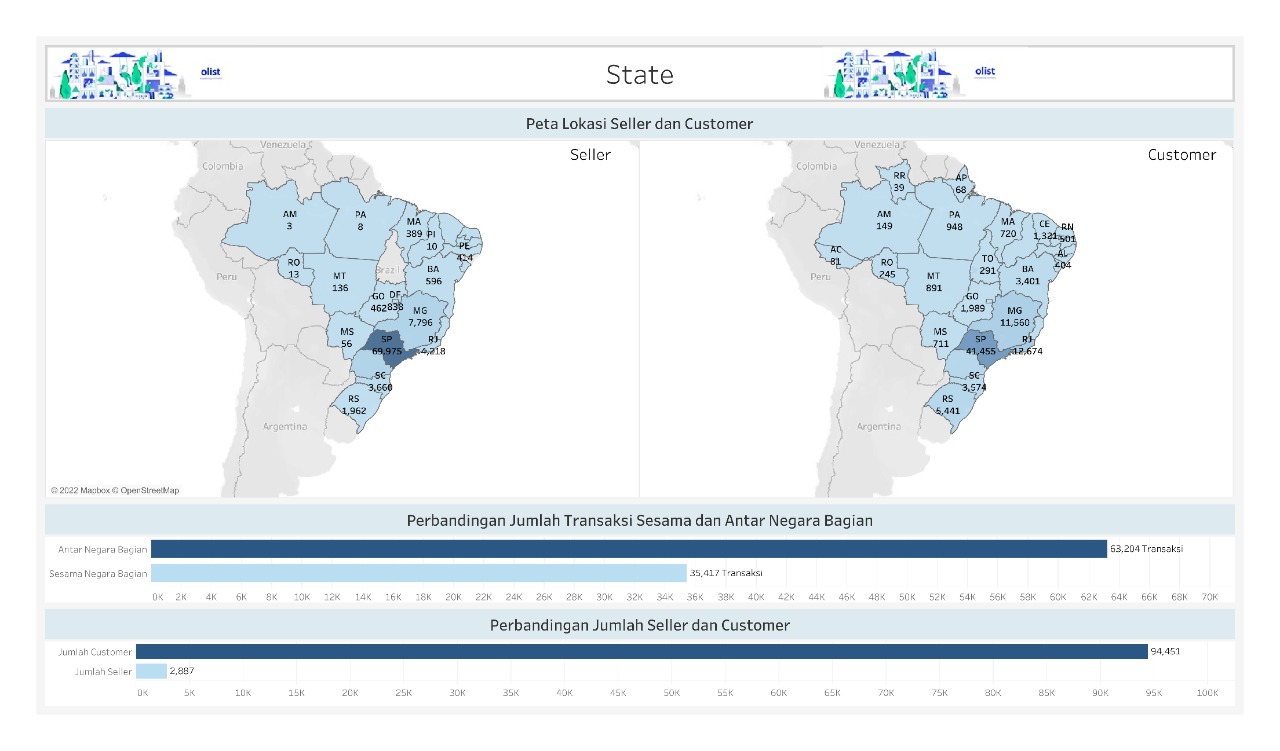 olist
State
olist
Peta Lokasi Seller dan Customer
Seller
Venezuela
Colombia
AM
3
PA
8
MA
389
PI
10
PE
414
RO
13
Brazil
MT
136
BA
596
Peru
GO
462
DF
838
MG
7,796
MS
56
SP
69,975
RJ
4,218
SC
3,660
RS
1,962
Argentina
© 2022 Mapbox © OpenStreetMap
Customer
Venezuela
Colombia
RR
39
AP
68
AM
149
PA
948
MA
720
CE
1,321
RN
501
AC
81
RO
245
TO
291
AL
404
MT
891
BA
3,401
Peru
GO
1,989
MG
11,560
MS
711
SP
41,455
RJ
12,674
SC
3,574
RS
5,441
Argentina
Perbandingan Jumlah Transaksi Sesama dan Antar Negara Bagian
Antar Negara Bagian
63,204 Transaksi
Sesama Negara Bagian
35,417 Transaksi
0K 2K 4K 6K 8K 10K 12K 14K 16K 18K 20K 22K 24K 26K 28K 30K 32K 34K 36K 38K 40K 42K 44K 46K 48K 50K 52K 54K 56K 58K 60K 62K 64K 66K 68K 70K
Perbandingan Jumlah Seller dan Customer
Jumlah Customer
94,451
Jumlah Seller
2,887
0K 5K 10K 15K 20K 25K 30K 35K 40K 45K 50K 55K 60K 65K 70K 75K 80K 85K 90K 95K 100K